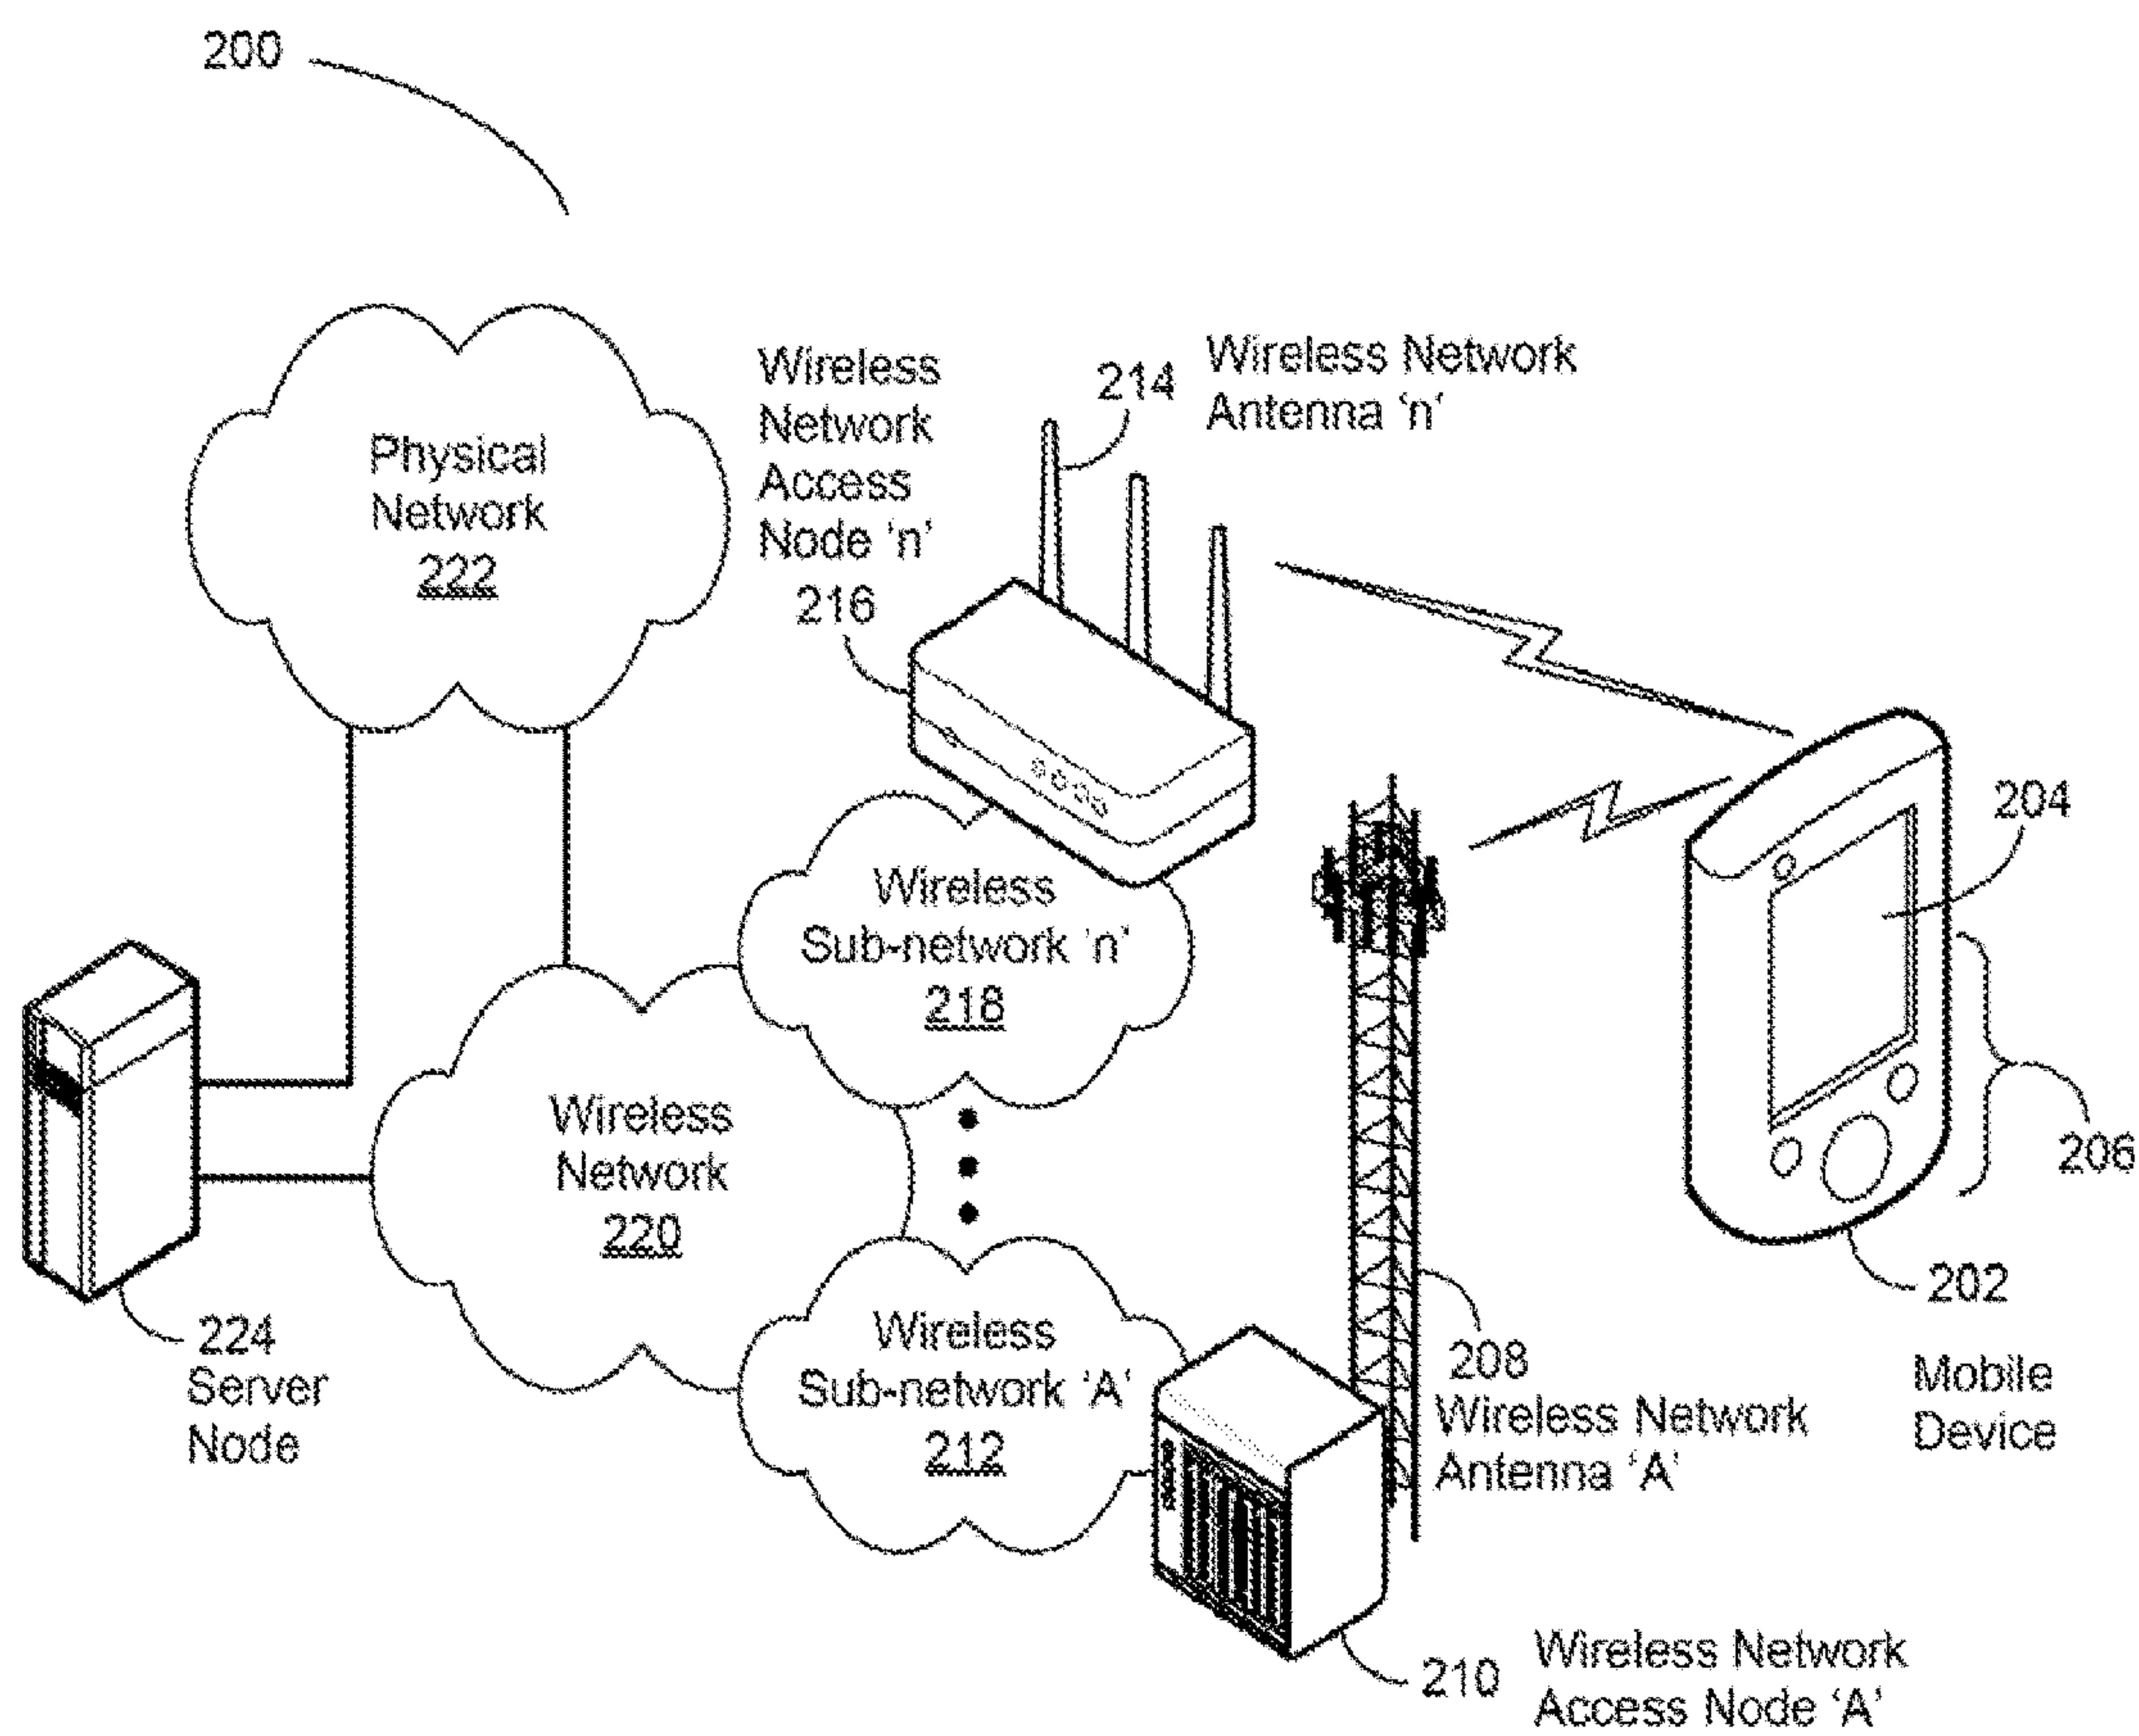 200
Physical
Network
222
Wireless
Network
Access
Node 'n'
216
214
Wireless Network
Antenna 'n'
204
206
202
Mobile
Device
Wireless
Sub-network 'n'
218
Wireless
Network
220
Wireless
Sub-network 'A'
212
224
Server
Node
208
Wireless Network
Antenna 'A'
210
Wireless Network
Access Node 'A'